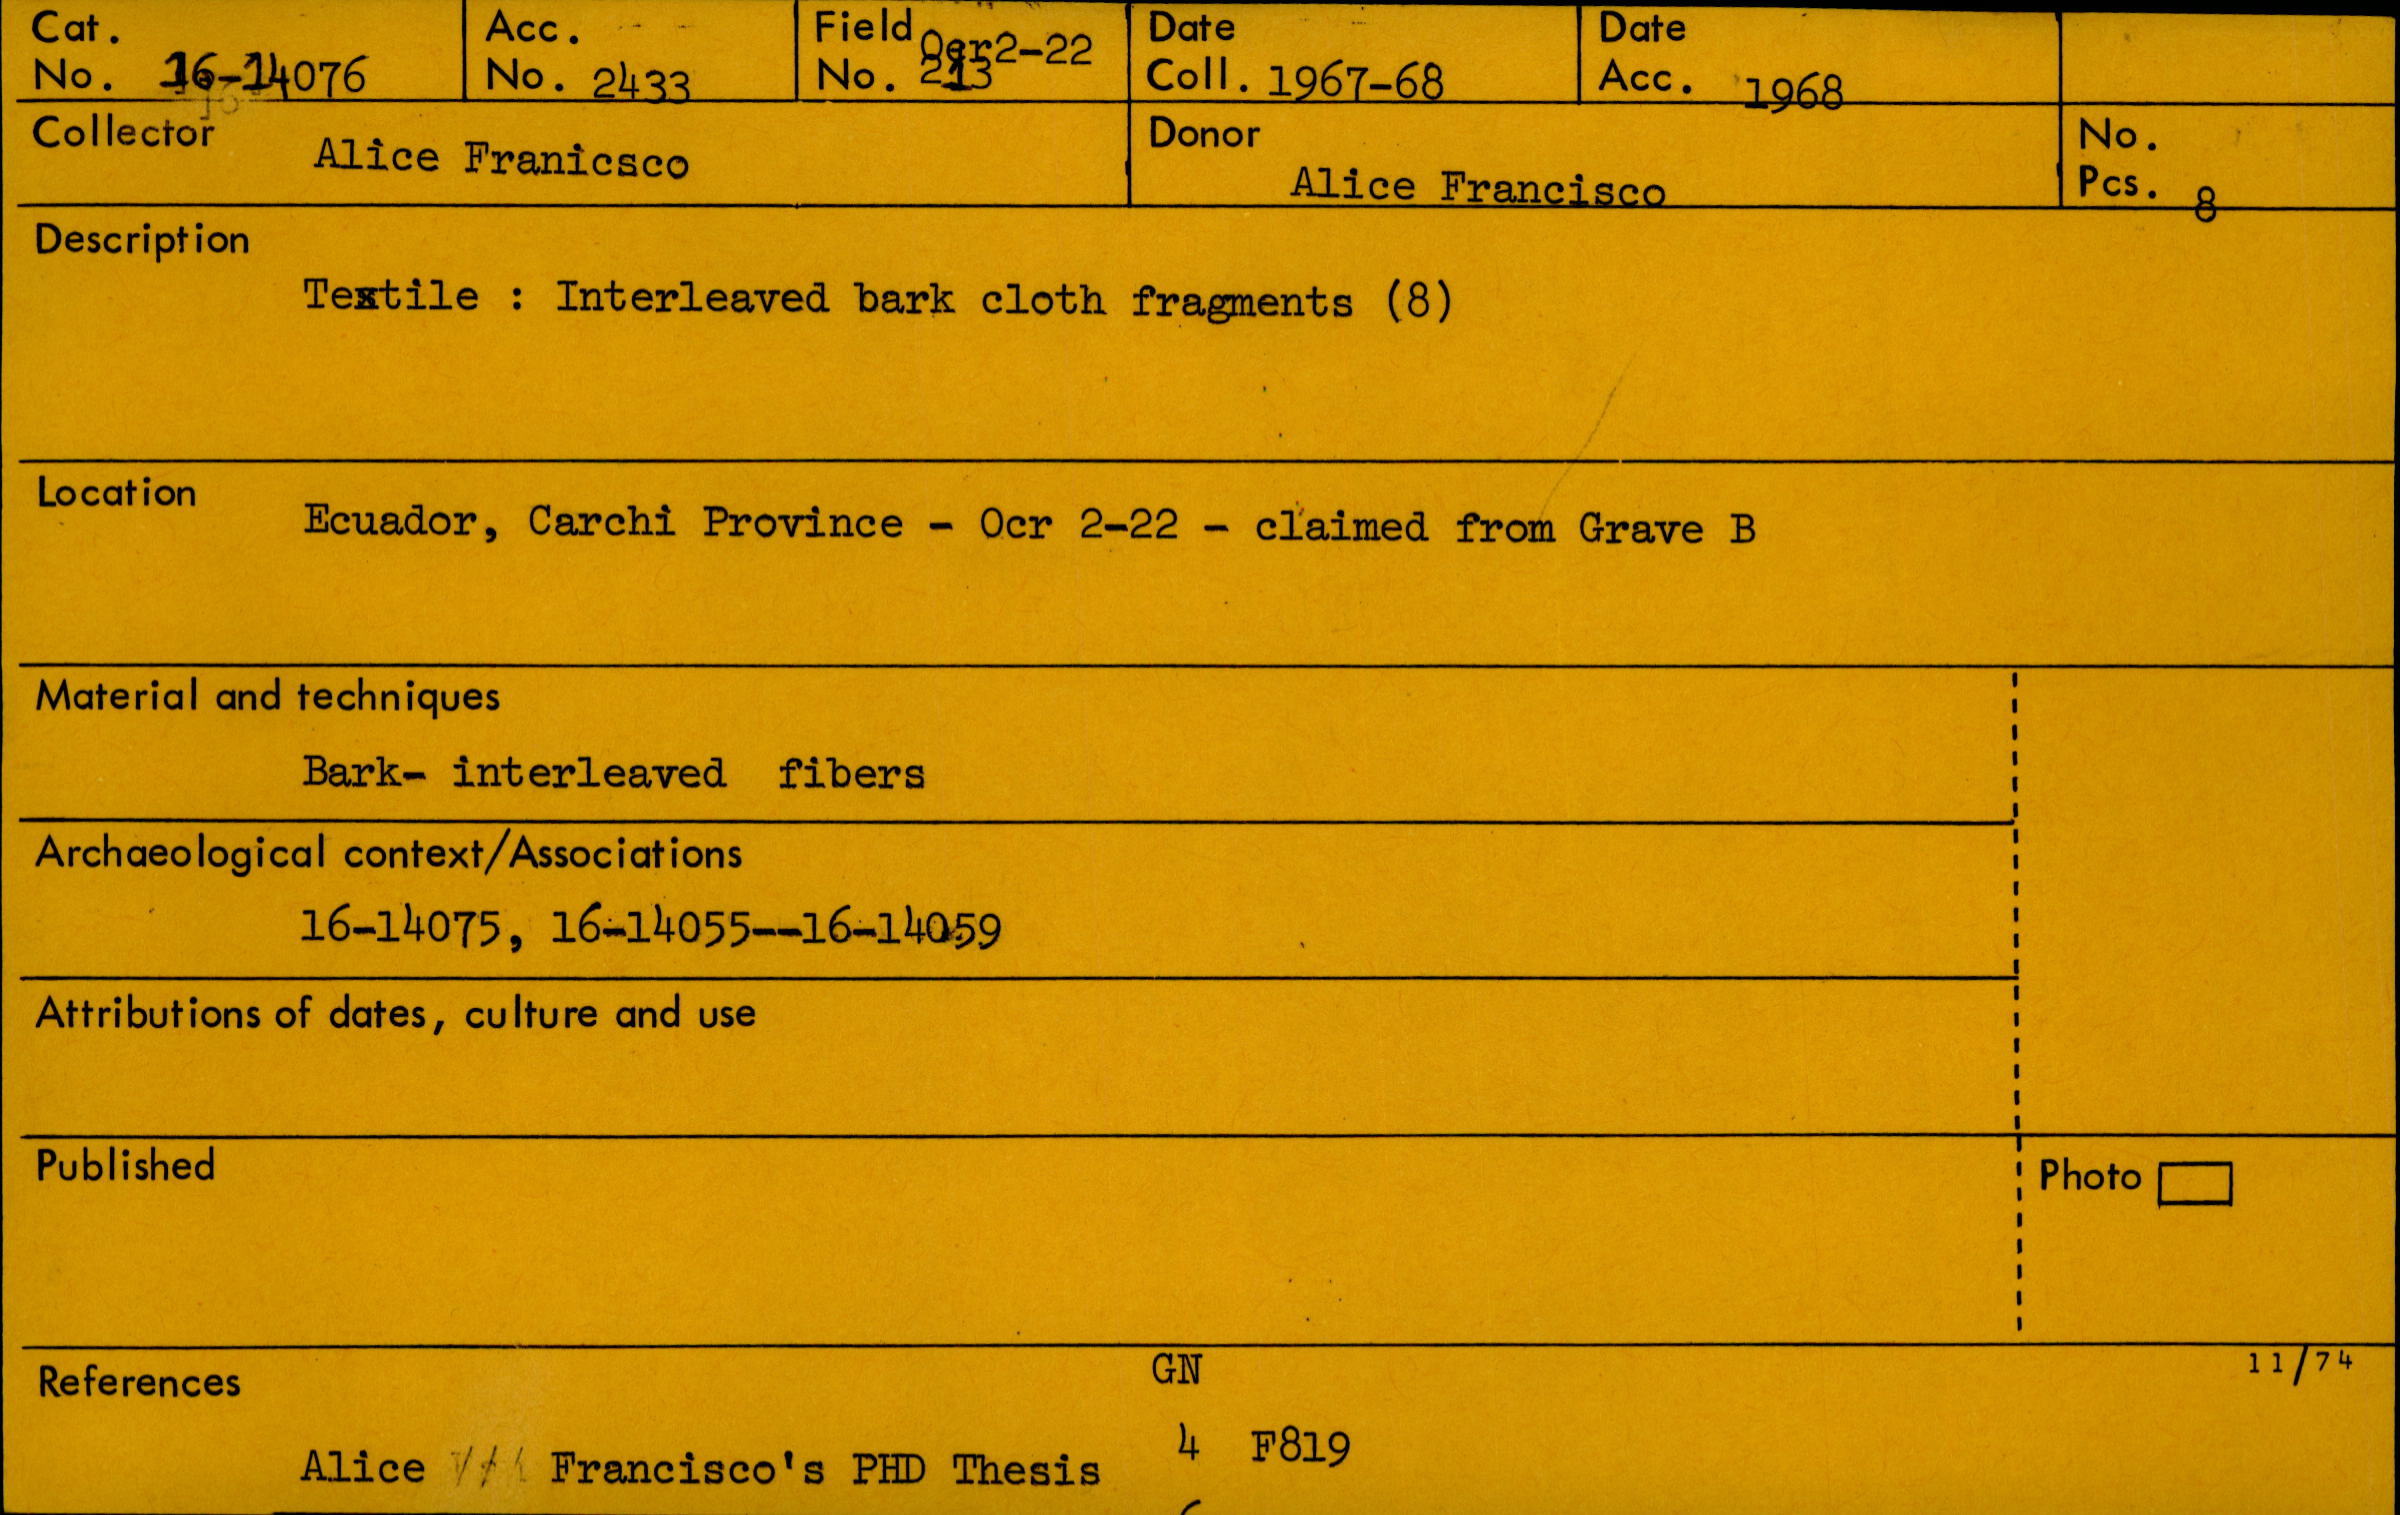 Cat. No. 16-14076
Acc. No. 2433
Field No. Ocr2-22
213
Date Coll. 1967-68
Date Acc. 1968
Collector Alice Franicsco
Donor Alice Francisco
No. Pcs. 8
Description
Textile : Interleaved bark cloth fragments (8)
Location
Ecuador, Carchi Province - Ocr 2-22 - claimed from Grave B
Material and techniques
Bark- interleaved fibers
Archaeological context/Associations
16-14075, 16-14055--16-14059
Attributions of dates, culture and use
Published
Photo
References
GN
11/74
4 F819
Alice Francisco's PHD Thesis